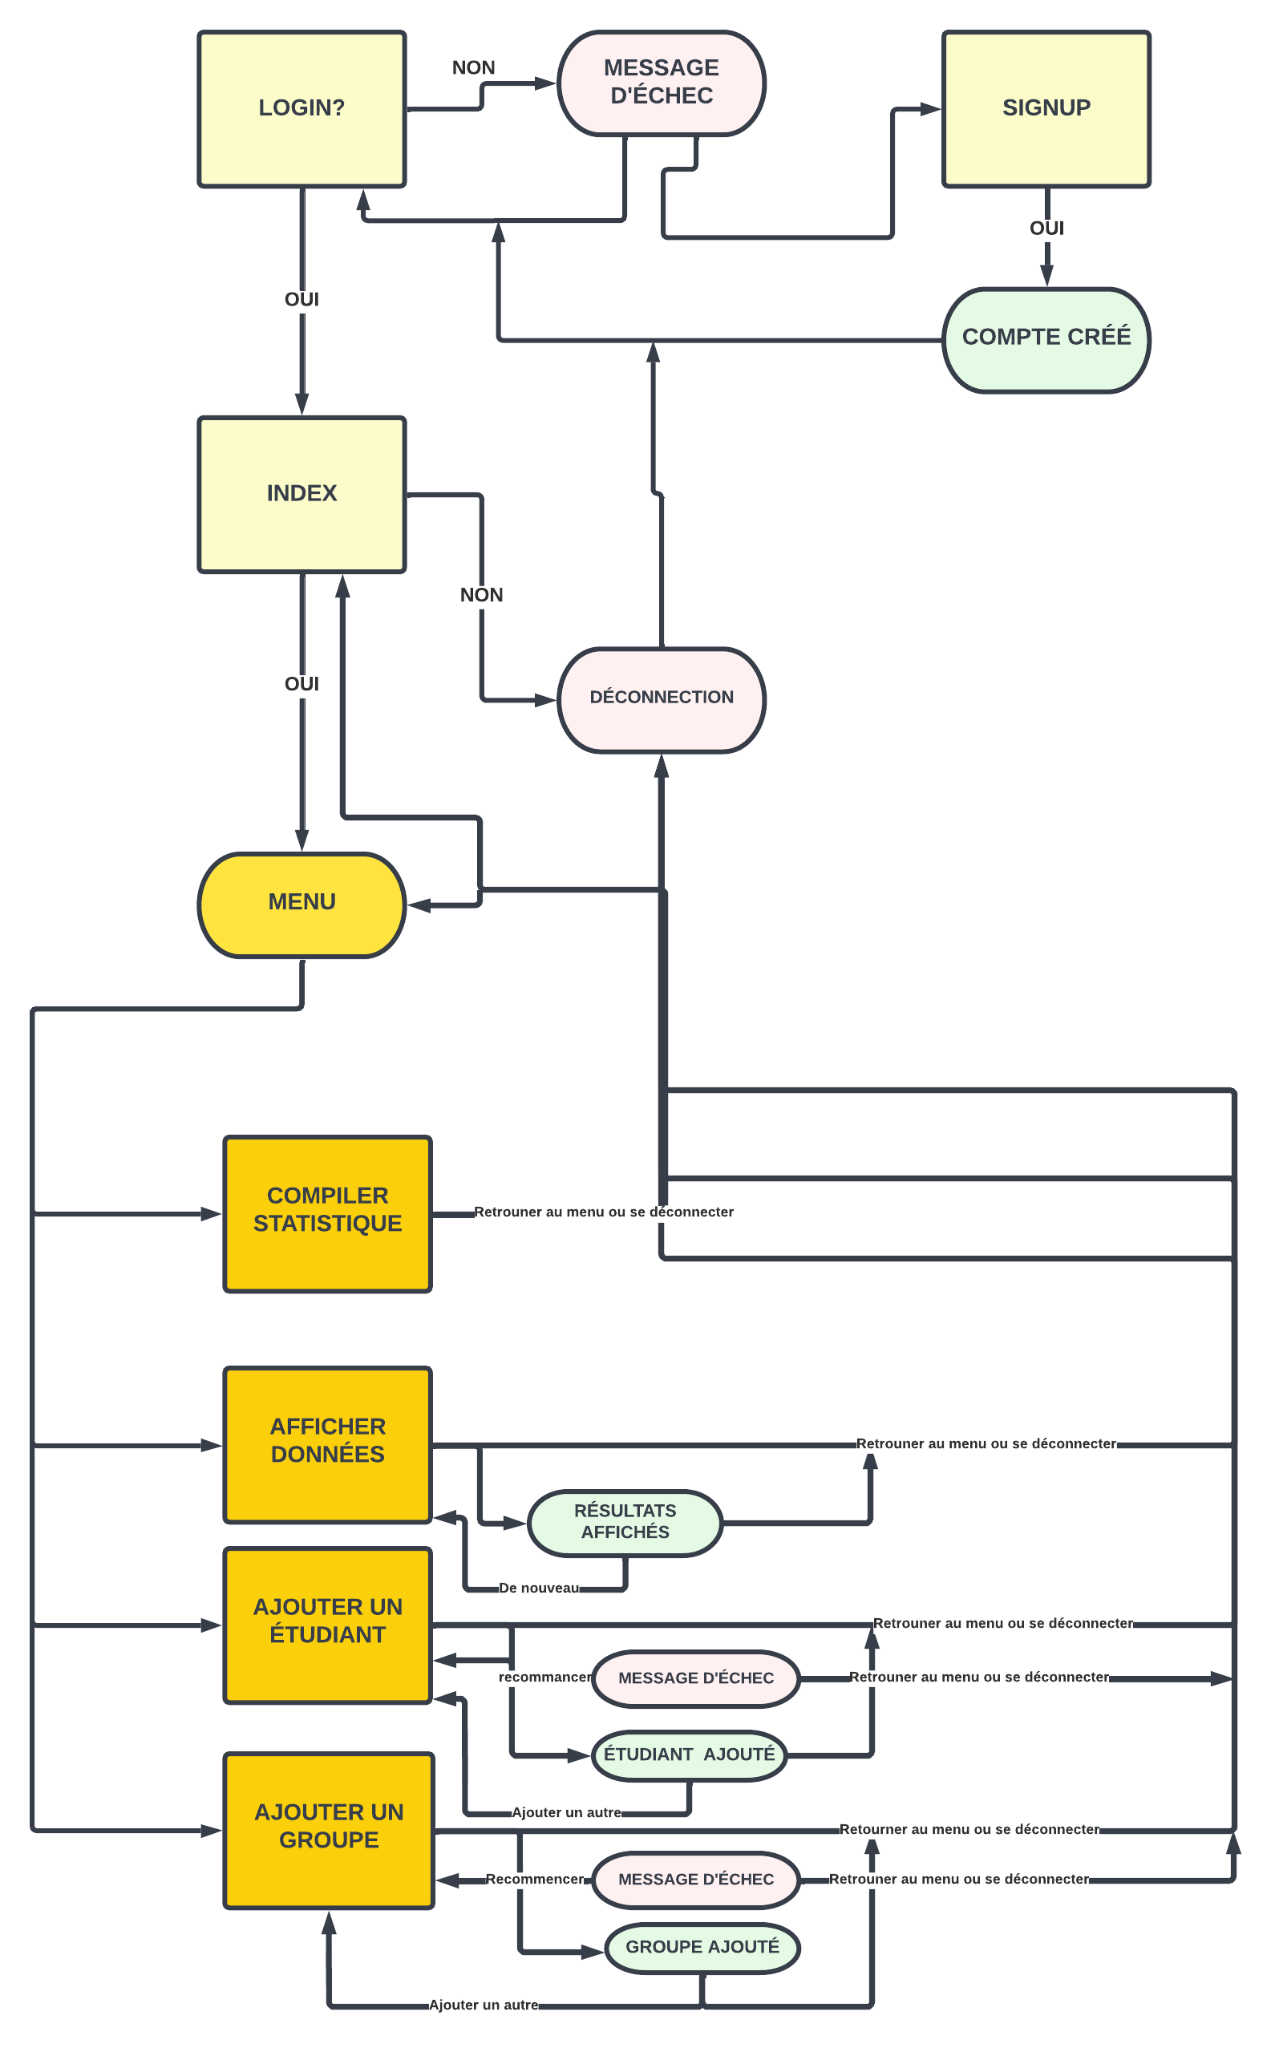 LOGIN?
NON
MESSAGE
D'ÉCHEC
SIGNUP
OUI
OUI
COMPTE CRÉÉ
INDEX
NON
OUI
DÉCONNECTION
MENU
COMPILER
STATISTIQUE
Retrouner au menu ou se déconnecter
AFFICHER
DONNÉES
Retrouner au menu ou se déconnecter
RÉSULTATS
AFFICHÉS
De nouveau
AJOUTER UN
ÉTUDIANT
Retrouner au menu ou se déconnecter
recommancer
MESSAGE D'ÉCHEC
Retrouner au menu ou se déconnecter
ÉTUDIANT AJOUTÉ
Ajouter un autre
AJOUTER UN
GROUPE
Retourner au menu ou se déconnecter
Recommencer
MESSAGE D'ÉCHEC
Retrouner au menu ou se déconnecter
GROUPE AJOUTÉ
Ajouter un autre